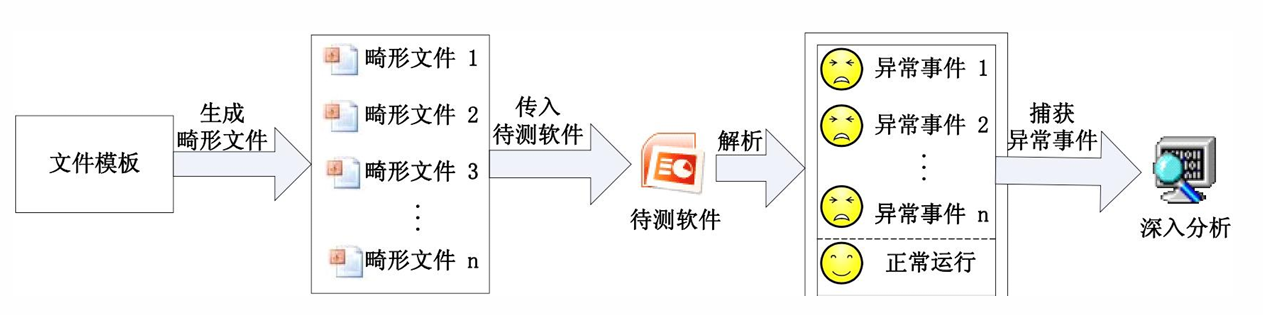 文件模板
生成
畸形文件
畸形文件 1
畸形文件 2
畸形文件 3
⋮
畸形文件 n
传入
待测软件
待测软件
解析
异常事件 1
异常事件 2
⋮
异常事件 n
正常运行
捕获
异常事件
深入分析